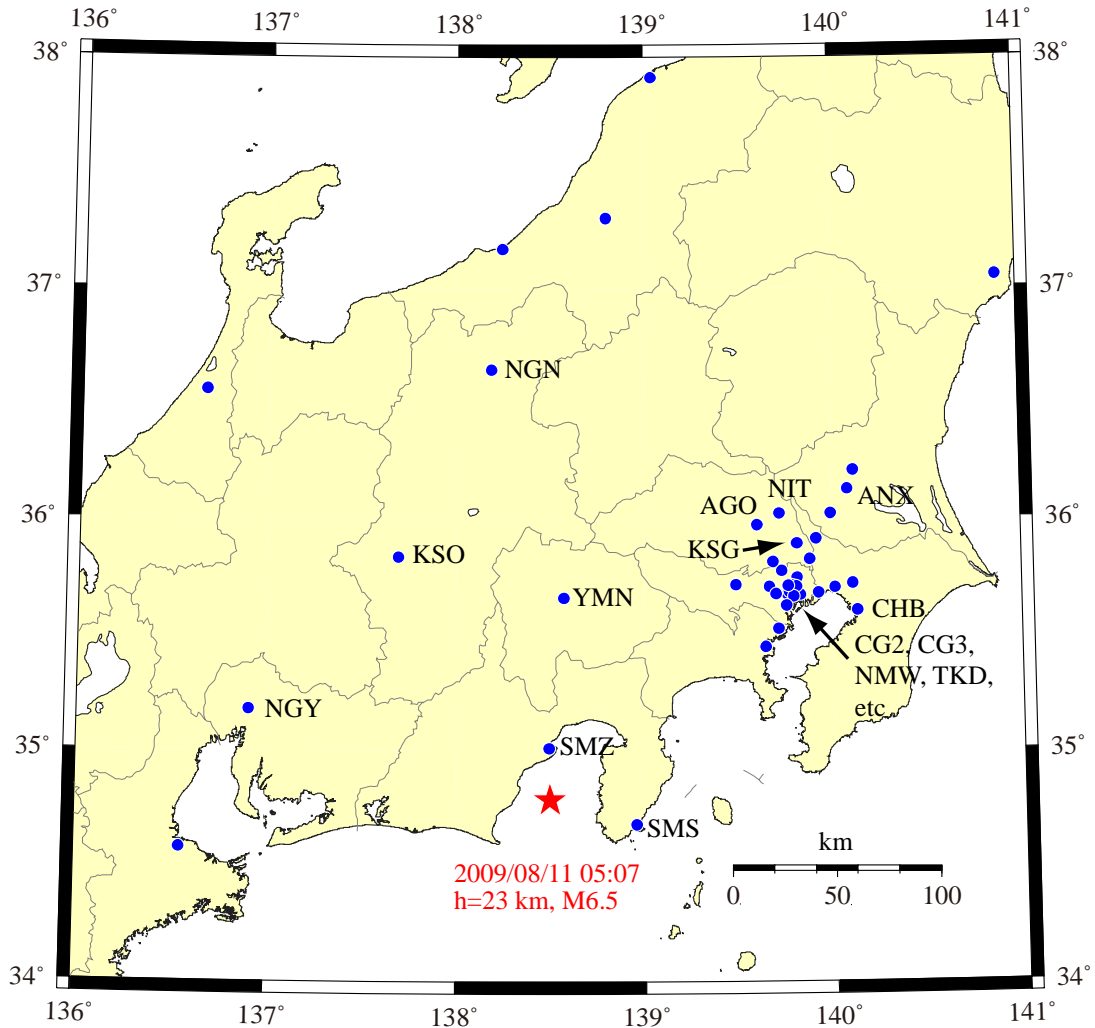 136° 137° 138° 139° 140° 141°
38° 38°
37° 37°
NGN
NIT
ANX
AGO
36° 36°
KSG
KSO
YMN
CHB
CG2, CG3,
NMW, TKD,
etc
NGY
35° 35°
SMZ
SMS
km
2009/08/11 05:07
h=23 km, M6.5
0 50 100
34° 34°
136° 137° 138° 139° 140° 141°